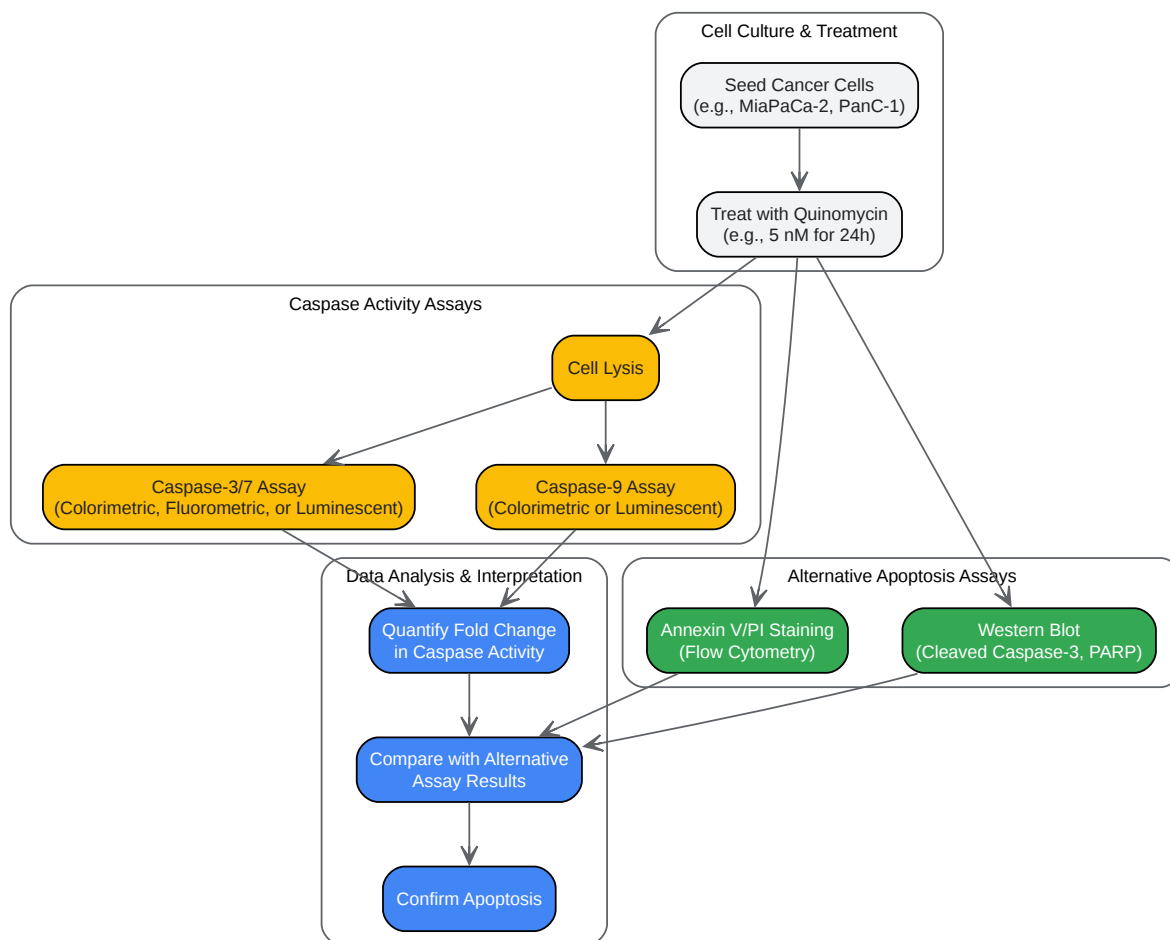 Cell Culture & Treatment
Seed Cancer Cells
(e.g., MiaPaCa-2, PanC-1)
Treat with Quinomycin
(e.g., 5 nM for 24h)
Caspase Activity Assays
Cell Lysis
Caspase-3/7 Assay
(Colorimetric, Fluorometric, or Luminescent)
Caspase-9 Assay
(Colorimetric or Luminescent)
Data Analysis & Interpretation
Alternative Apoptosis Assays
Quantify Fold Change
in Caspase Activity
Annexin V/PI Staining
(Flow Cytometry)
Western Blot
(Cleaved Caspase-3, PARP)
Compare with Alternative
Assay Results
Confirm Apoptosis